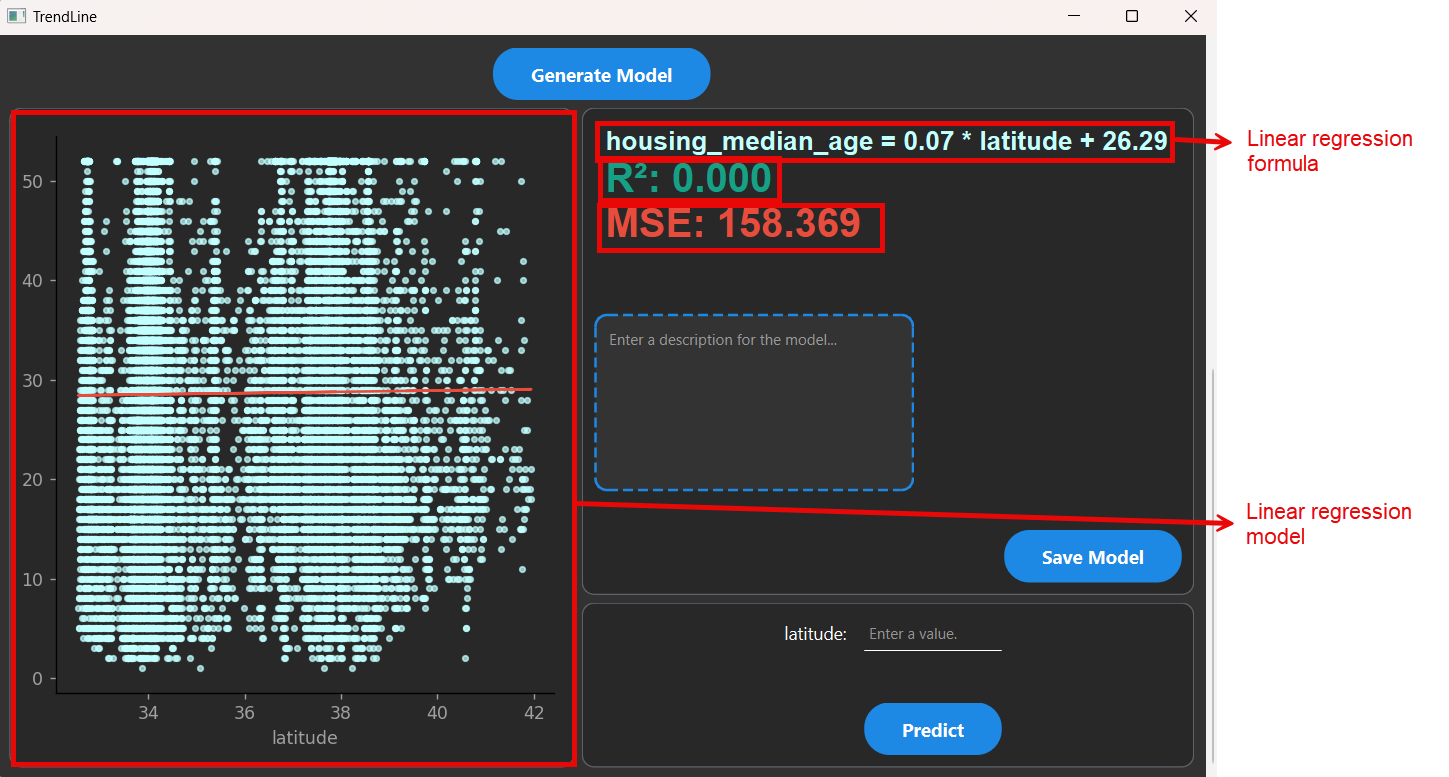 TrendLine
Generate Model
housing_median_age = 0.07 * latitude + 26.29
R²: 0.000
MSE: 158.369
Linear regression
formula
50
40
30
20
10
0
34
36
38
40
42
latitude
Enter a description for the model...
Linear regression
model
Save Model
latitude:
Enter a value.
Predict